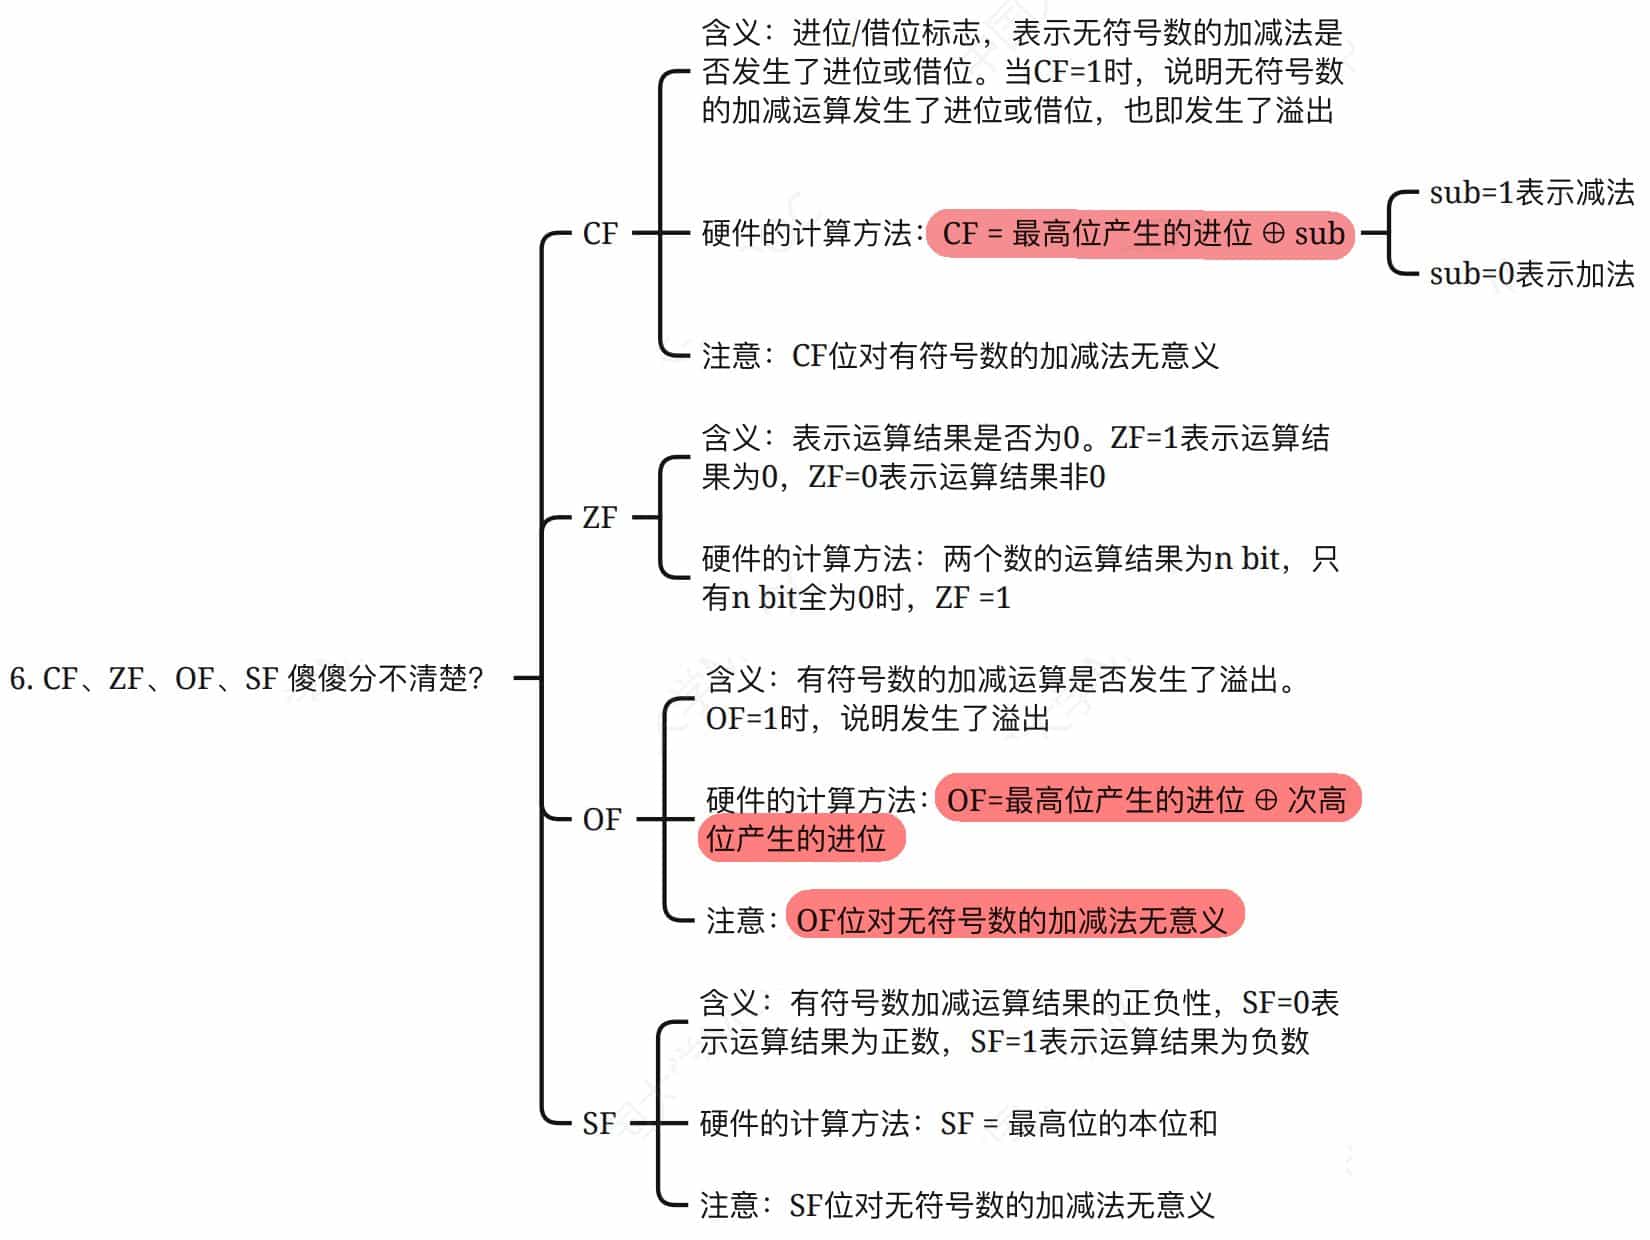 6. CF、ZF、OF、SF 傻傻分不清楚？
CF
含义：进位/借位标志，表示无符号数的加减法是
否发生了进位或借位。当CF=1时，说明无符号数
的加减运算发生了进位或借位，也即发生了溢出
硬件的计算方法：CF = 最高位产生的进位 ⊕ sub
sub=1表示减法
sub=0表示加法
注意：CF位对有符号数的加减法无意义
ZF
含义：表示运算结果是否为0。ZF=1表示运算结
果为0，ZF=0表示运算结果非0
硬件的计算方法：两个数的运算结果为n bit，只
有n bit全为0时，ZF =1
OF
含义：有符号数的加减运算是否发生了溢出。
OF=1时，说明发生了溢出
硬件的计算方法：OF=最高位产生的进位 ⊕ 次高
位产生的进位
注意：OF位对无符号数的加减法无意义
SF
含义：有符号数加减运算结果的正负性，SF=0表
示运算结果为正数，SF=1表示运算结果为负数
硬件的计算方法：SF = 最高位的本位和
注意：SF位对无符号数的加减法无意义